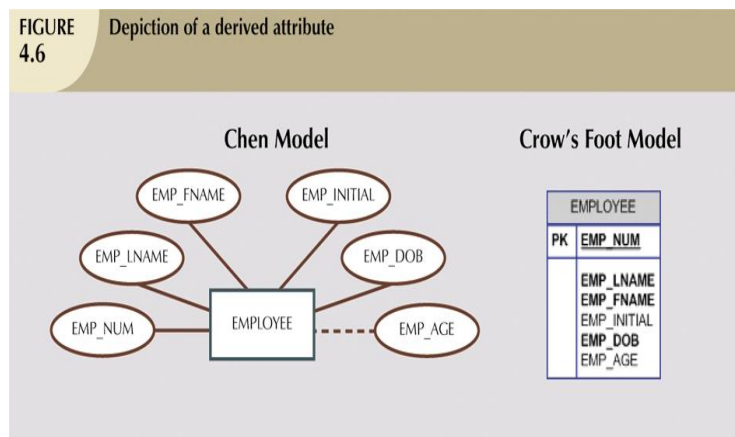 FIGURE
4.6
Depiction of a derived attribute
Chen Model
EMP_FNAME
EMP_INITIAL
EMP_LNAME
EMP_DOB
EMP_NUM
EMPLOYEE
EMP_AGE
Crow's Foot Model
EMPLOYEE
PK EMP_NUM
EMP_LNAME
EMP_FNAME
EMP_INITIAL
EMP_DOB
EMP_AGE